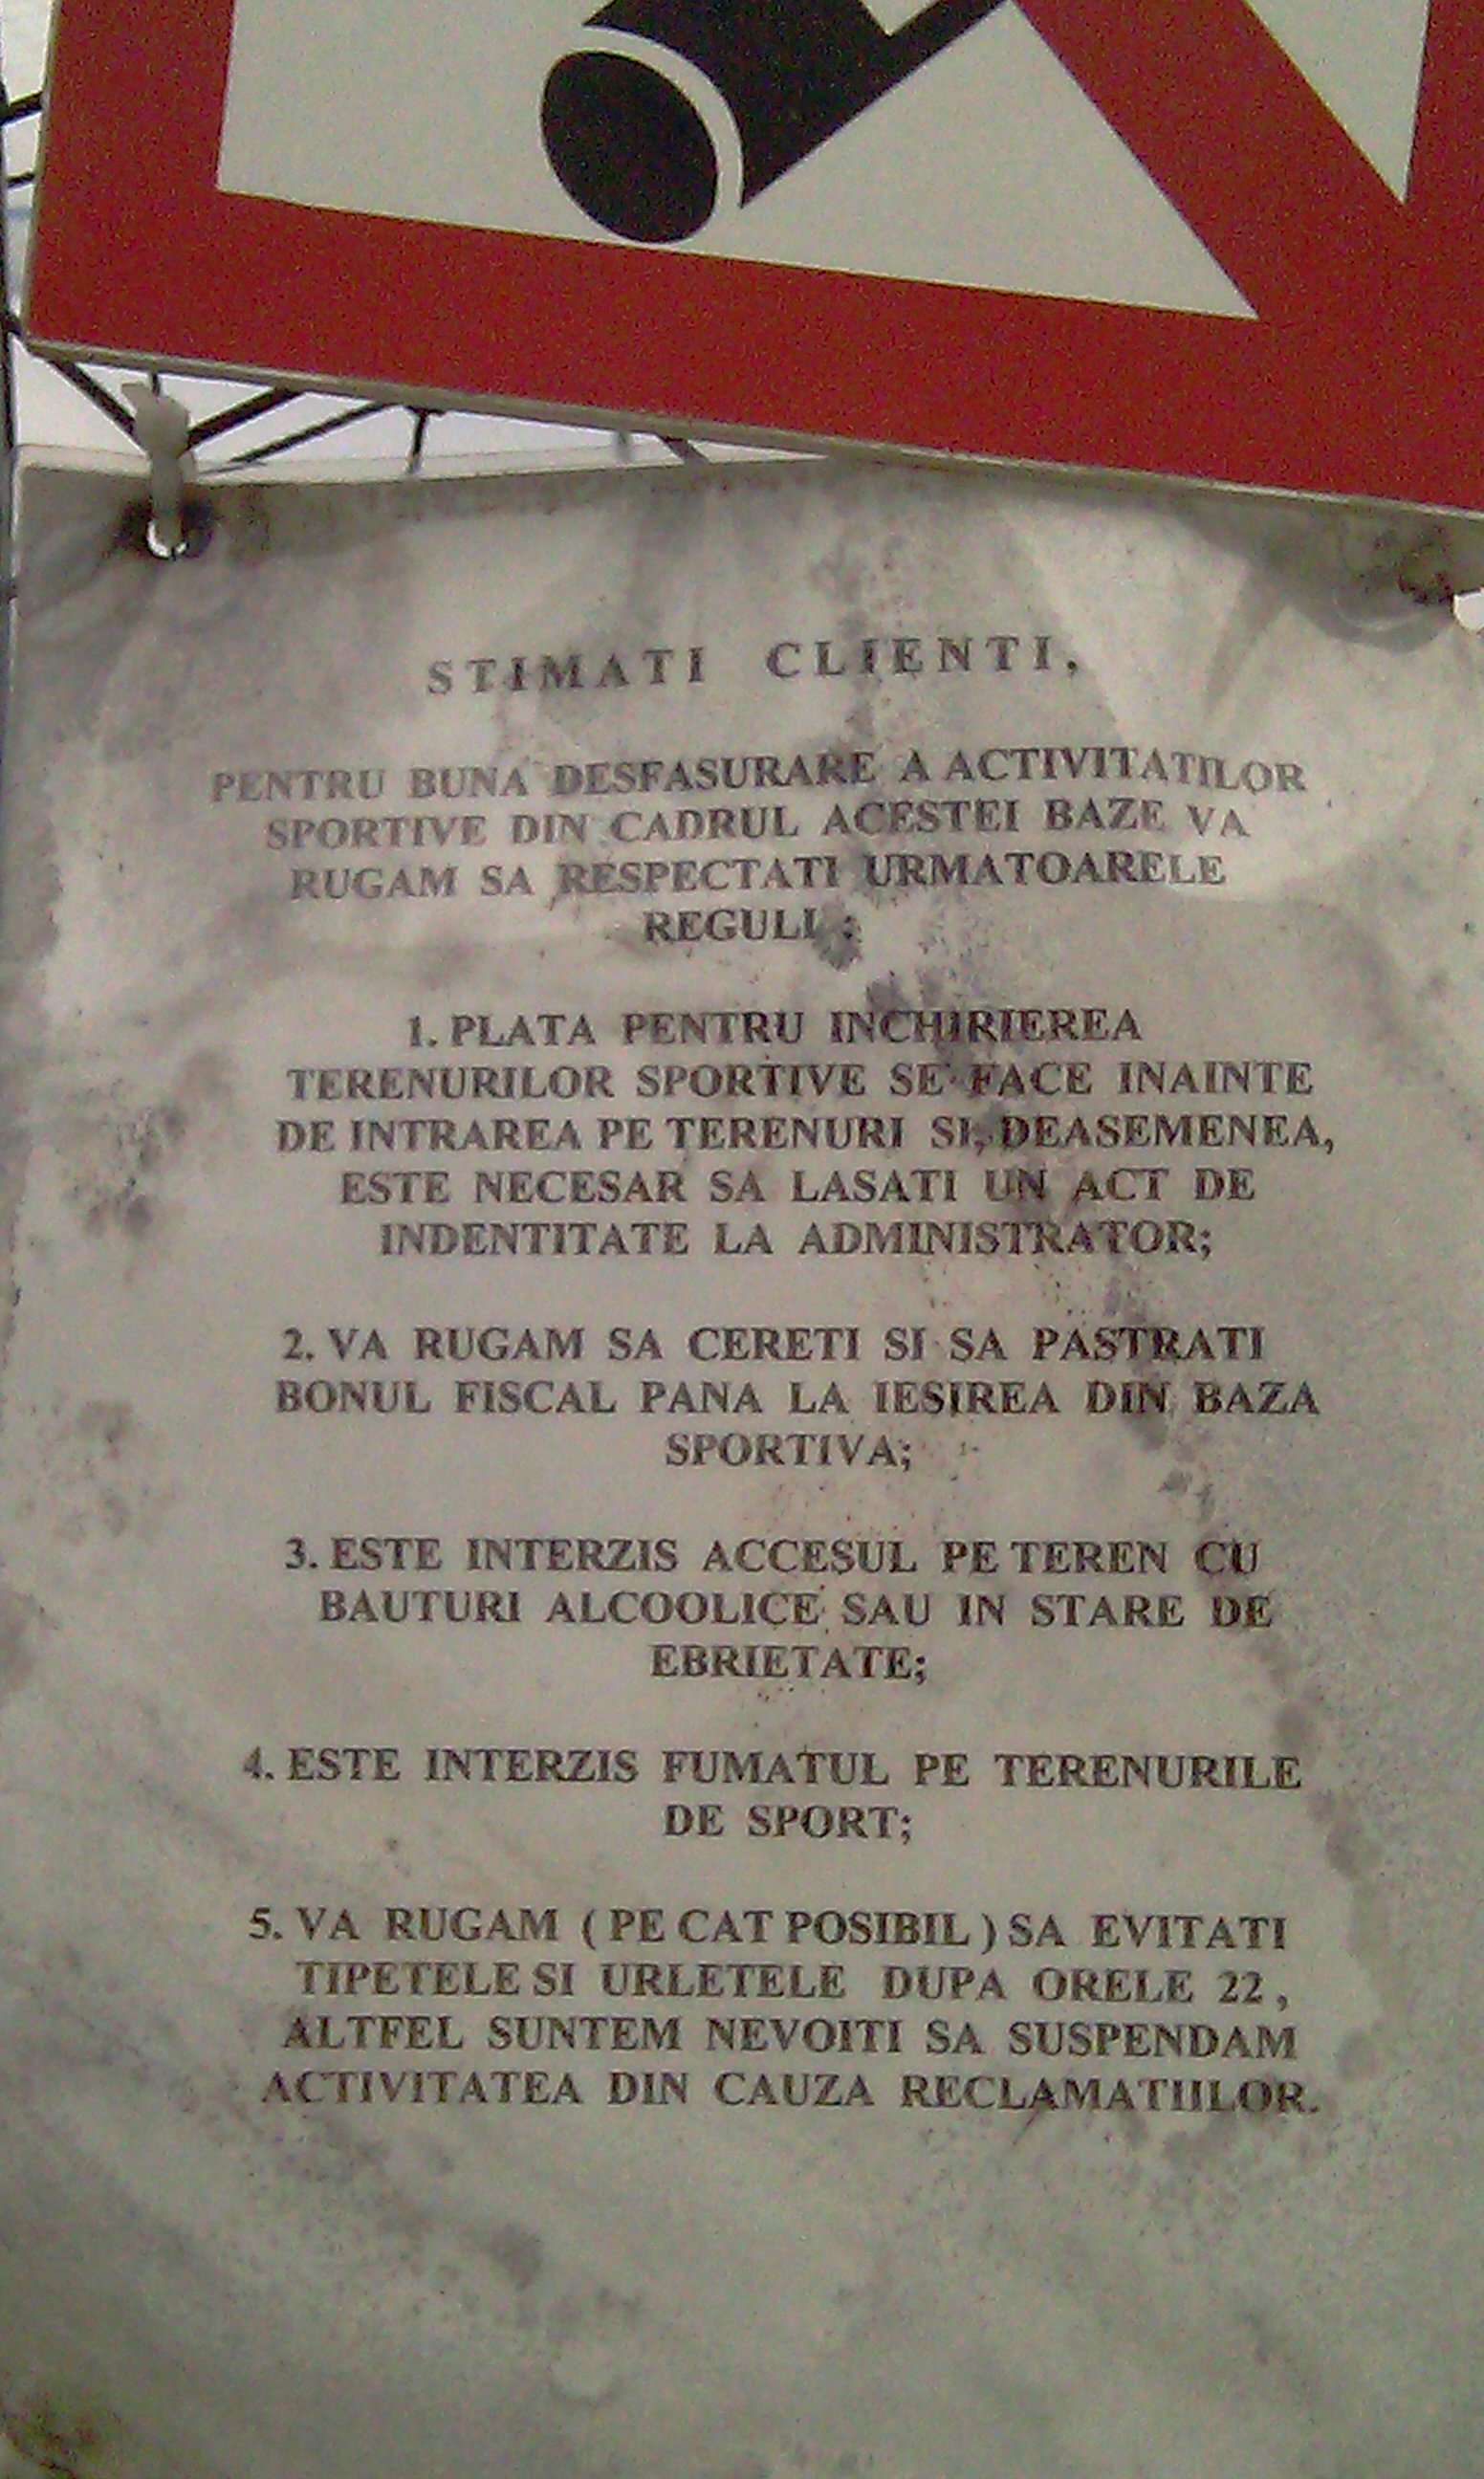 STIMATI CLIENTI,
PENTRU BUNA DESFASURARE A ACTIVITATILOR
SPORTIVE DIN CADRUL ACESTEI BAZE VA
RUGAM SA RESPECTATI URMATOARELE
REGULI :
1. PLATA PENTRU INCHIRIEREA
TERENURILOR SPORTIVE SE FACE INAINTE
DE INTRAREA PE TERENURI SI, DEASEMENEA,
ESTE NECESAR SA LASATI UN ACT DE
INDENTITATE LA ADMINISTRATOR;
2. VA RUGAM SA CERETI SI SA PASTRATI
BONUL FISCAL PANA LA IESIREA DIN BAZA
SPORTIVA;
3. ESTE INTERZIS ACCESUL PE TEREN CU
BAUTURI ALCOOLICE SAU IN STARE DE
EBRIETATE;
4. ESTE INTERZIS FUMATUL PE TERENURILE
DE SPORT;
5. VA RUGAM ( PE CAT POSIBIL ) SA EVITATI
TIPETELE SI URLETELE DUPA ORELE 22 ,
ALTFEL SUNTEM NEVOITI SA SUSPENDAM
ACTIVITATEA DIN CAUZA RECLAMATIILOR.